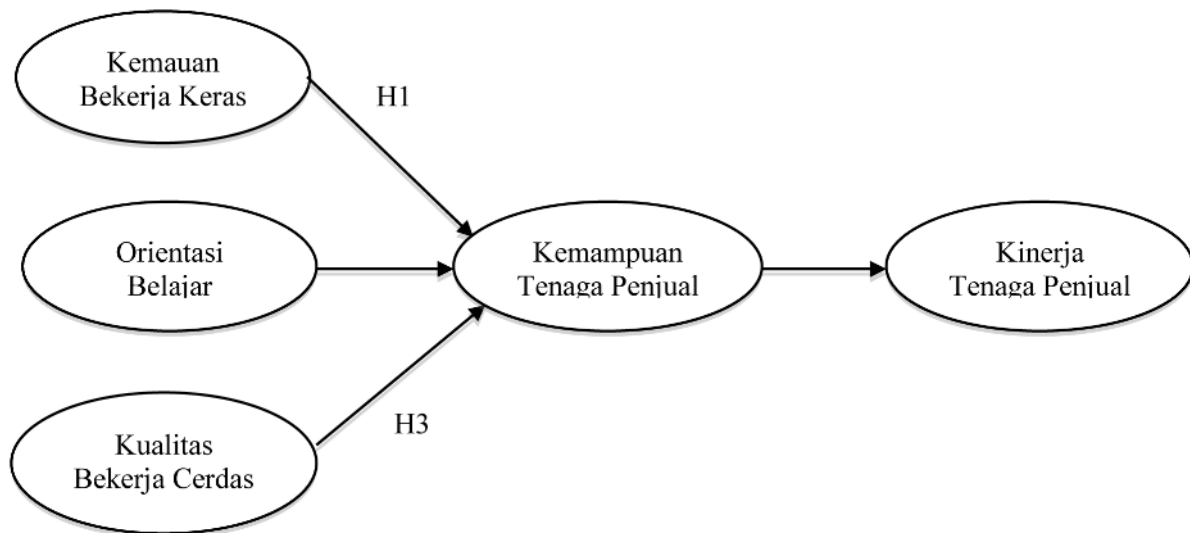 Kemauan
Bekerja Keras
H1
Orientasi
Belajar
Kemampuan
Tenaga Penjual
Kinerja
Tenaga Penjual
Kualitas
Bekerja Cerdas
H3